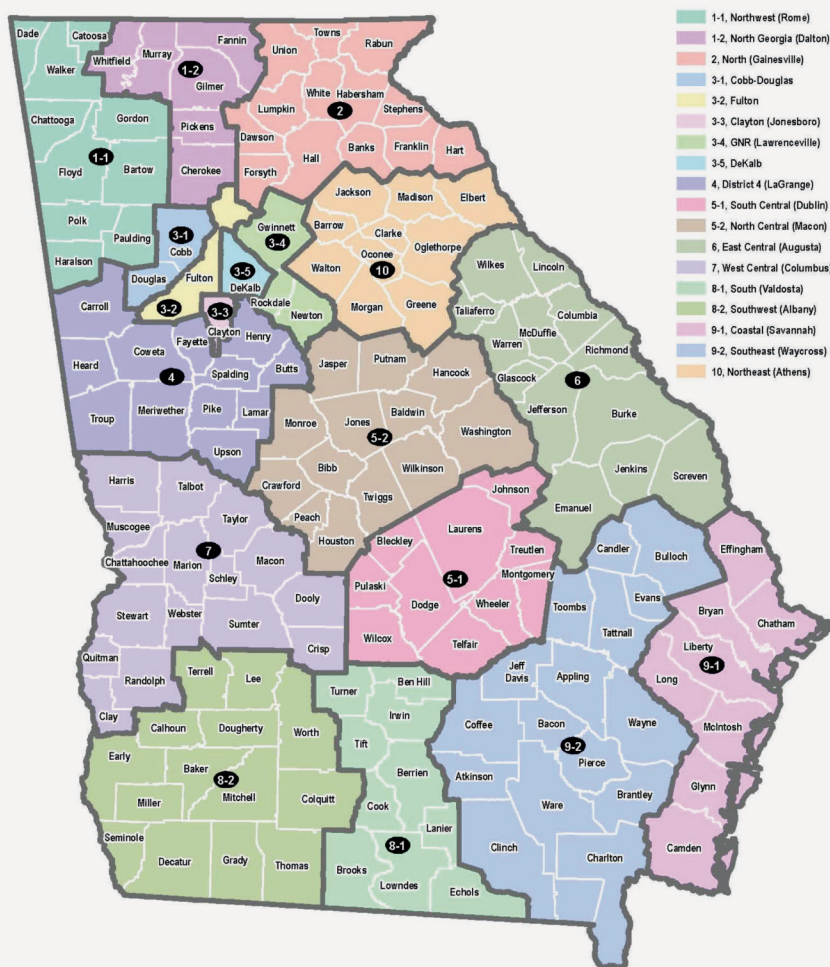 1-1, Northwest (Rome)
1-2, North Georgia (Dalton)
2, North (Gainesville)
3-1, Cobb-Douglas
3-2, Fulton
3-3, Clayton (Jonesboro)
3-4, GNR (Lawrenceville)
3-5, DeKalb
4, District 4 (LaGrange)
5-1, South Central (Dublin)
5-2, North Central (Macon)
6, East Central (Augusta)
7, West Central (Columbus)
8-1, South (Valdosta)
8-2, Southwest (Albany)
9-1, Coastal (Savannah)
9-2, Southeast (Waycross)
10, Northeast (Athens)
Dade
Catoosa
Walker
Chattooga
Gordon
1-1
Floyd
Bartow
Polk
Paulding
Haralson
Whitfield
Murray
Fannin
1-2
Gilmer
Pickens
Cherokee
Towns
Union
Rabun
White
Habersham
2
Stephens
Lumpkin
Dawson
Banks
Franklin
Hart
Hall
Forsyth
3-1
Cobb
Douglas
Fulton
3-2
3-3
Clayton
Gwinnett
3-4
Rockdale
Newton
3-5
DeKalb
Jackson
Madison
Elbert
Barrow
Clarke
Oconee
Oglethorpe
10
Walton
Morgan
Greene
Carroll
Fayette
Henry
Heard
Coweta
Spalding
Butts
4
Troup
Meriwether
Pike
Lamar
Upson
Jasper
Putnam
Hancock
Monroe
Jones
Baldwin
5-2
Washington
Bibb
Wilkinson
Crawford
Twiggs
Peach
Houston
Wilkes
Lincoln
Taliaferro
Columbia
McDuffie
Warren
Richmond
Glascock
6
Jefferson
Burke
Jenkins
Screven
Emanuel
Harris
Talbot
Muscogee
Taylor
7
Chattahoochee
Marion
Macon
Schley
Dooly
Stewart
Webster
Sumter
Crisp
Quitman
Randolph
Clay
Johnson
Laurens
Bleckley
Treutlen
Pulaski
5-1
Montgomery
Dodge
Wheeler
Wilcox
Telfair
Terrell
Lee
Calhoun
Dougherty
Worth
Early
Baker
8-2
Mitchell
Miller
Colquitt
Seminole
Decatur
Grady
Thomas
Turner
Ben Hill
Irwin
Tift
Berrien
Cook
Lanier
8-1
Brooks
Lowndes
Echols
Candler
Bulloch
Evans
Toombs
Tattnall
Jeff
Davis
Appling
Coffee
Bacon
Wayne
9-2
Pierce
Atkinson
Ware
Brantley
Clinch
Charlton
Effingham
Bryan
Chatham
Liberty
9-1
Long
McIntosh
Glynn
Camden